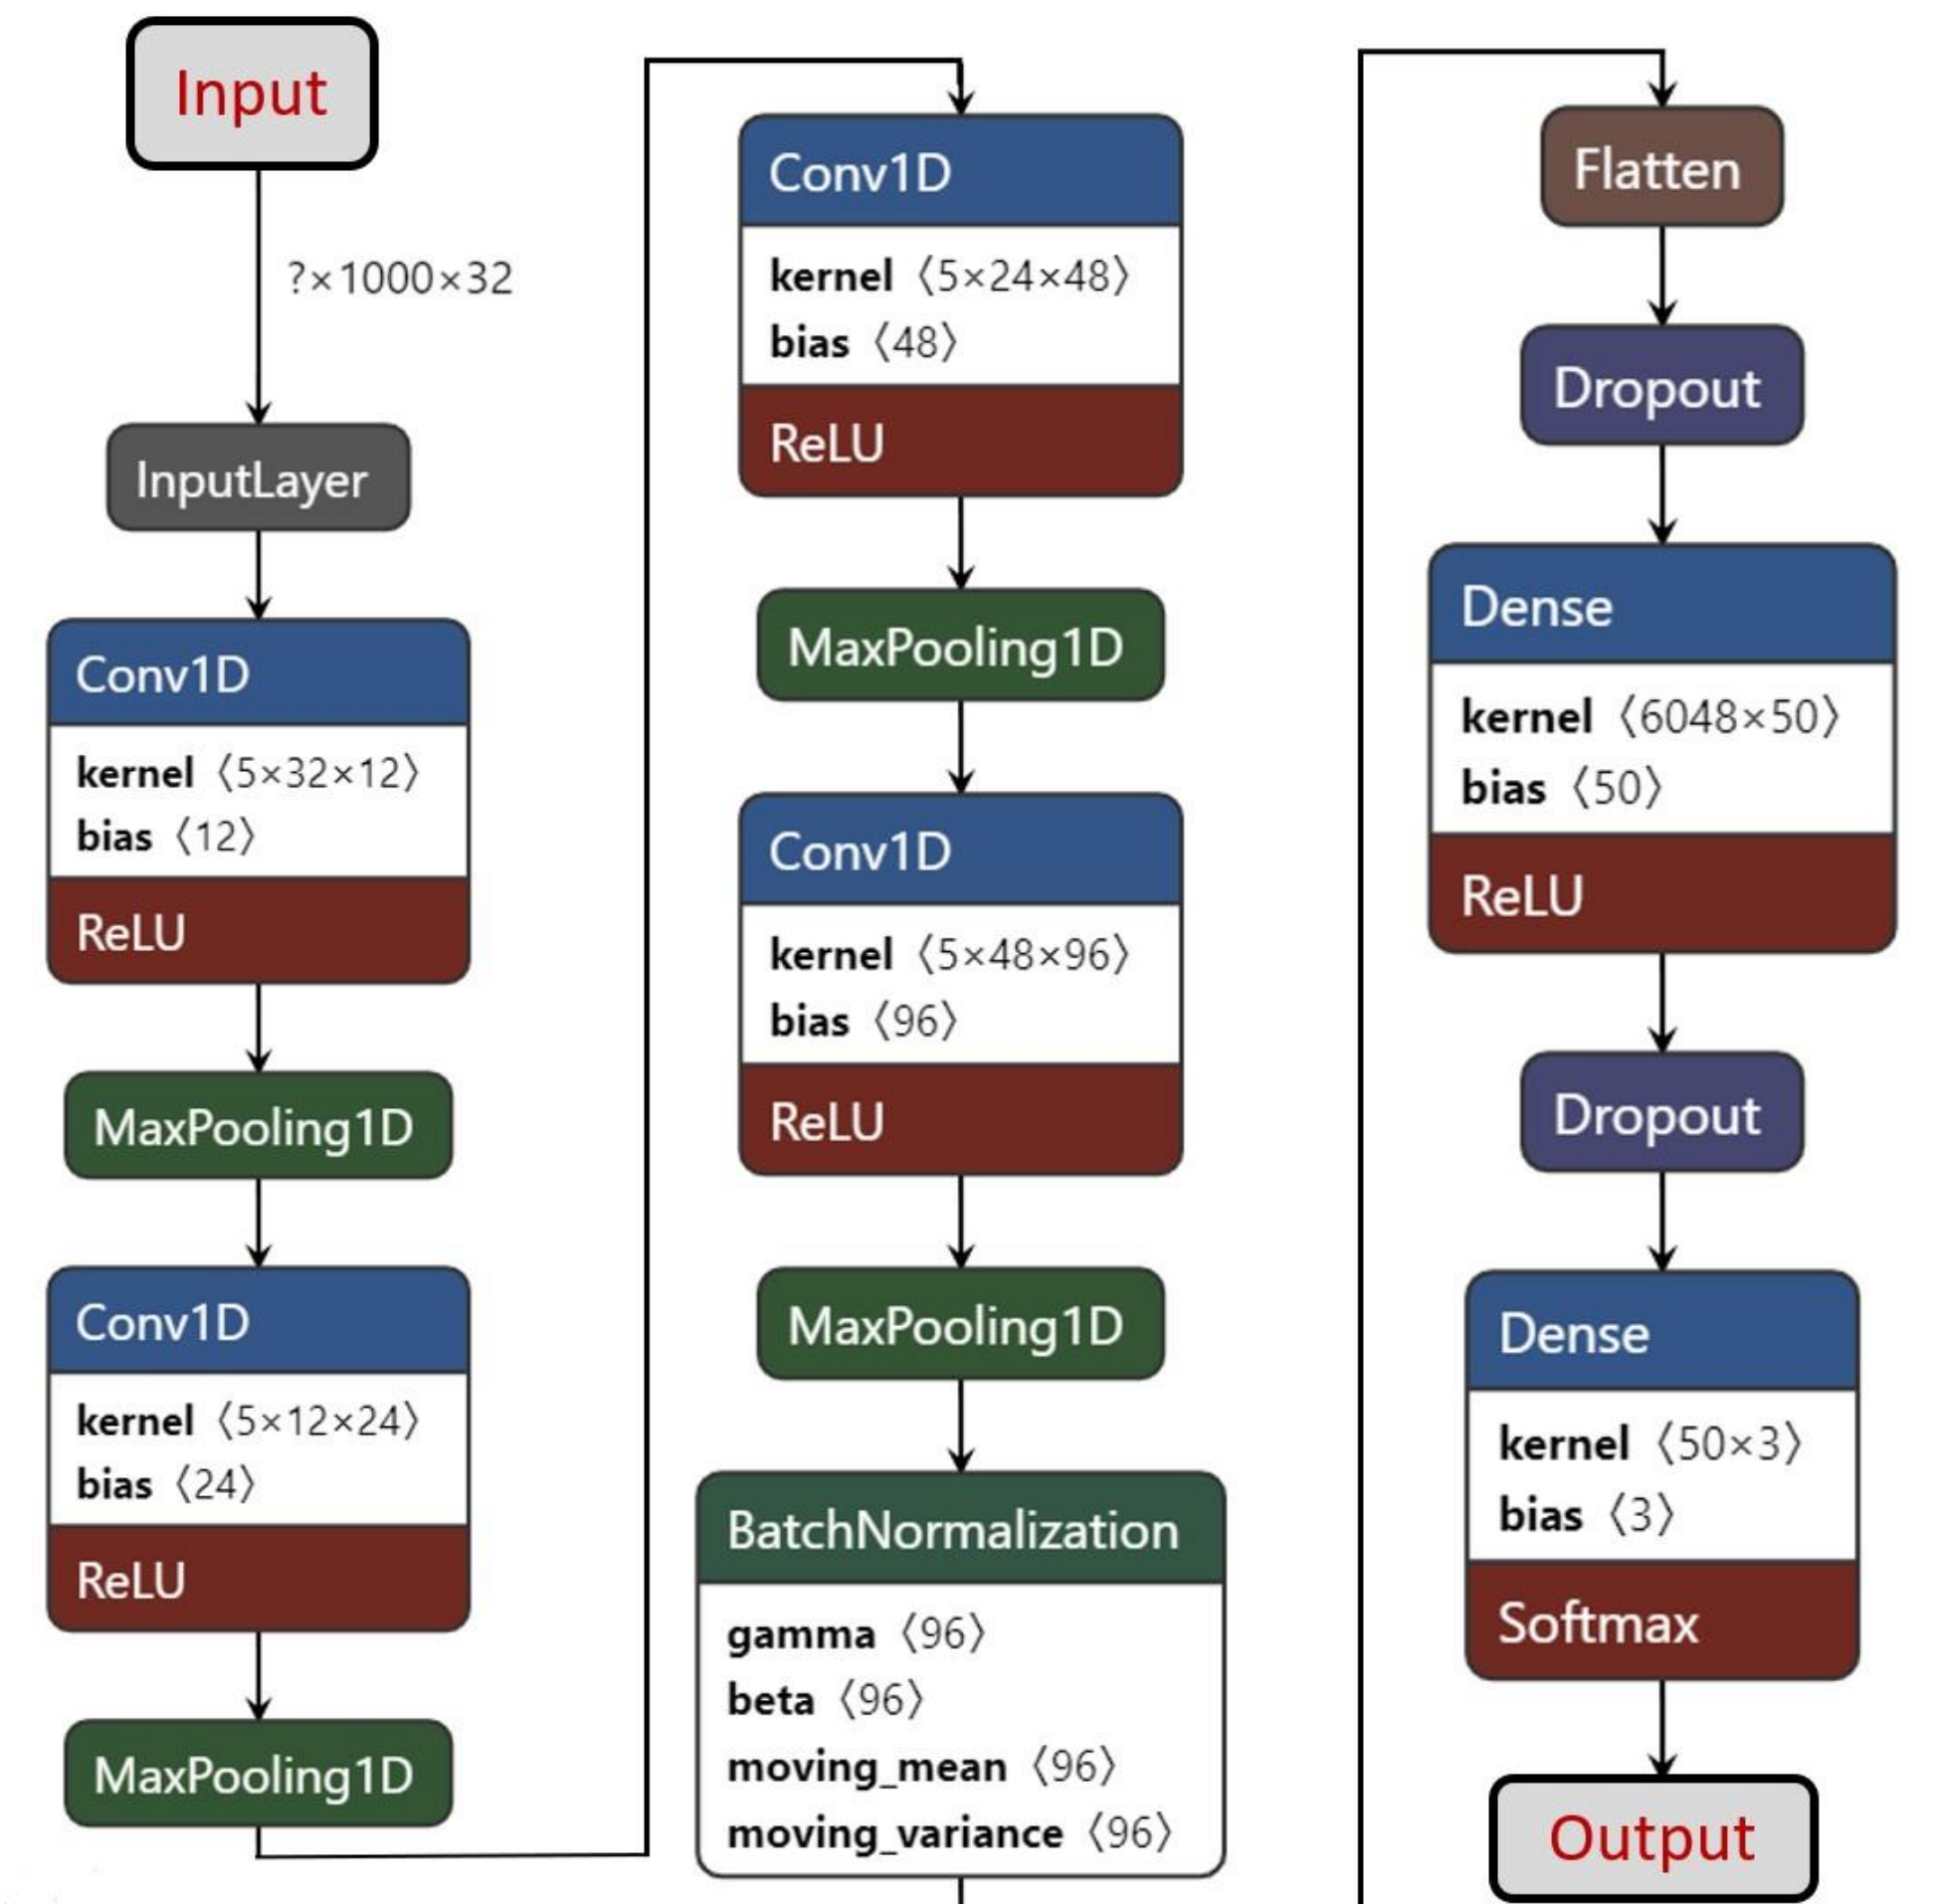 Input
?×1000×32
InputLayer
Conv1D
kernel ⟨5×32×12⟩
bias ⟨12⟩
ReLU
MaxPooling1D
Conv1D
kernel ⟨5×12×24⟩
bias ⟨24⟩
ReLU
MaxPooling1D
Conv1D
kernel ⟨5×24×48⟩
bias ⟨48⟩
ReLU
MaxPooling1D
Conv1D
kernel ⟨5×48×96⟩
bias ⟨96⟩
ReLU
MaxPooling1D
BatchNormalization
gamma ⟨96⟩
beta ⟨96⟩
moving_mean ⟨96⟩
moving_variance ⟨96⟩
Flatten
Dropout
Dense
kernel ⟨6048×50⟩
bias ⟨50⟩
ReLU
Dropout
Dense
kernel ⟨50×3⟩
bias ⟨3⟩
Softmax
Output